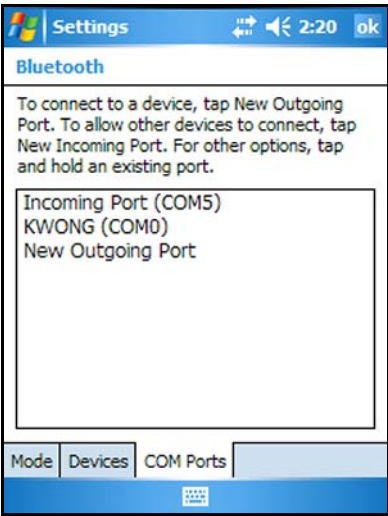 Settings 2:20 ok
Bluetooth
To connect to a device, tap New Outgoing
Port. To allow other devices to connect, tap
New Incoming Port. For other options, tap
and hold an existing port.
Incoming Port (COM5)
KWONG (COM0)
New Outgoing Port
Mode Devices COM Ports